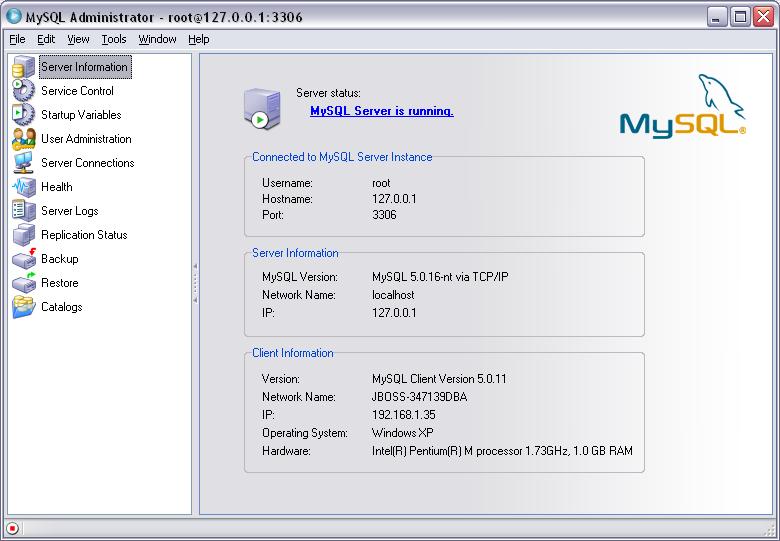 MySQL Administrator - root@127.0.0.1:3306
File Edit View Tools Window Help
Server Information
Service Control
Startup Variables
User Administration
Server Connections
Health
Server Logs
Replication Status
Backup
Restore
Catalogs
Server status:
MySQL Server is running.
MySQL®
Connected to MySQL Server Instance
Username: root
Hostname: 127.0.0.1
Port: 3306
Server Information
MySQL Version: MySQL 5.0.16-nt via TCP/IP
Network Name: localhost
IP: 127.0.0.1
Client Information
Version: MySQL Client Version 5.0.11
Network Name: JBOSS-347139DBA
IP: 192.168.1.35
Operating System: Windows XP
Hardware: Intel(R) Pentium(R) M processor 1.73GHz, 1.0 GB RAM